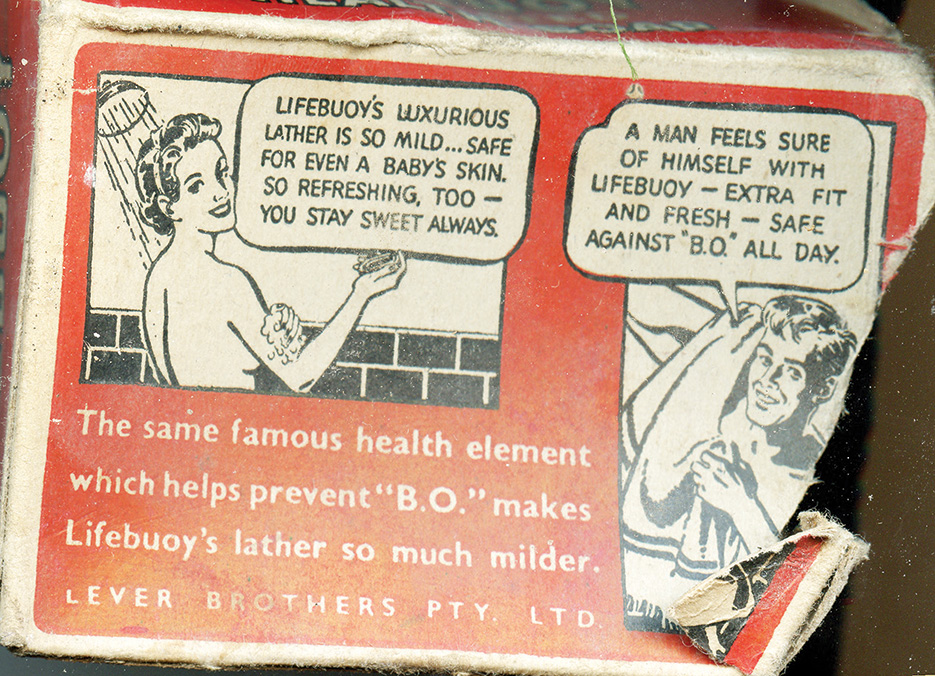 LIFEBUOY'S LUXURIOUS
LATHER IS SO MILD...SAFE
FOR EVEN A BABY'S SKIN.
SO REFRESHING, TOO —
YOU STAY SWEET ALWAYS.
A MAN FEELS SURE
OF HIMSELF WITH
LIFEBUOY — EXTRA FIT
AND FRESH — SAFE
AGAINST "B.O." ALL DAY.
The same famous health element
which helps prevent "B.O." makes
Lifebuoy's lather so much milder.
LEVER BROTHERS PTY. LTD.